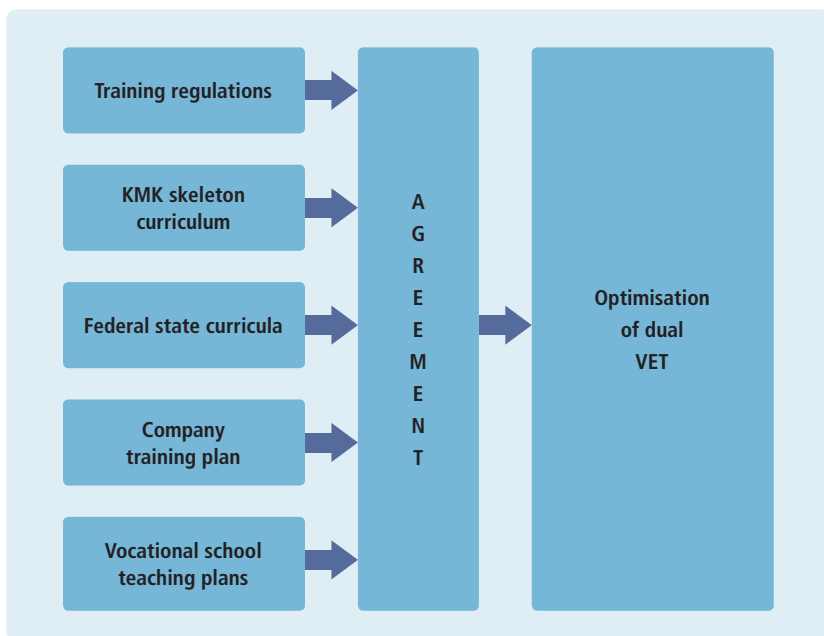 Training regulations
KMK skeleton
curriculum
Federal state curricula
Company
training plan
Vocational school
teaching plans
A
G
R
E
E
M
E
N
T
Optimisation
of dual
VET